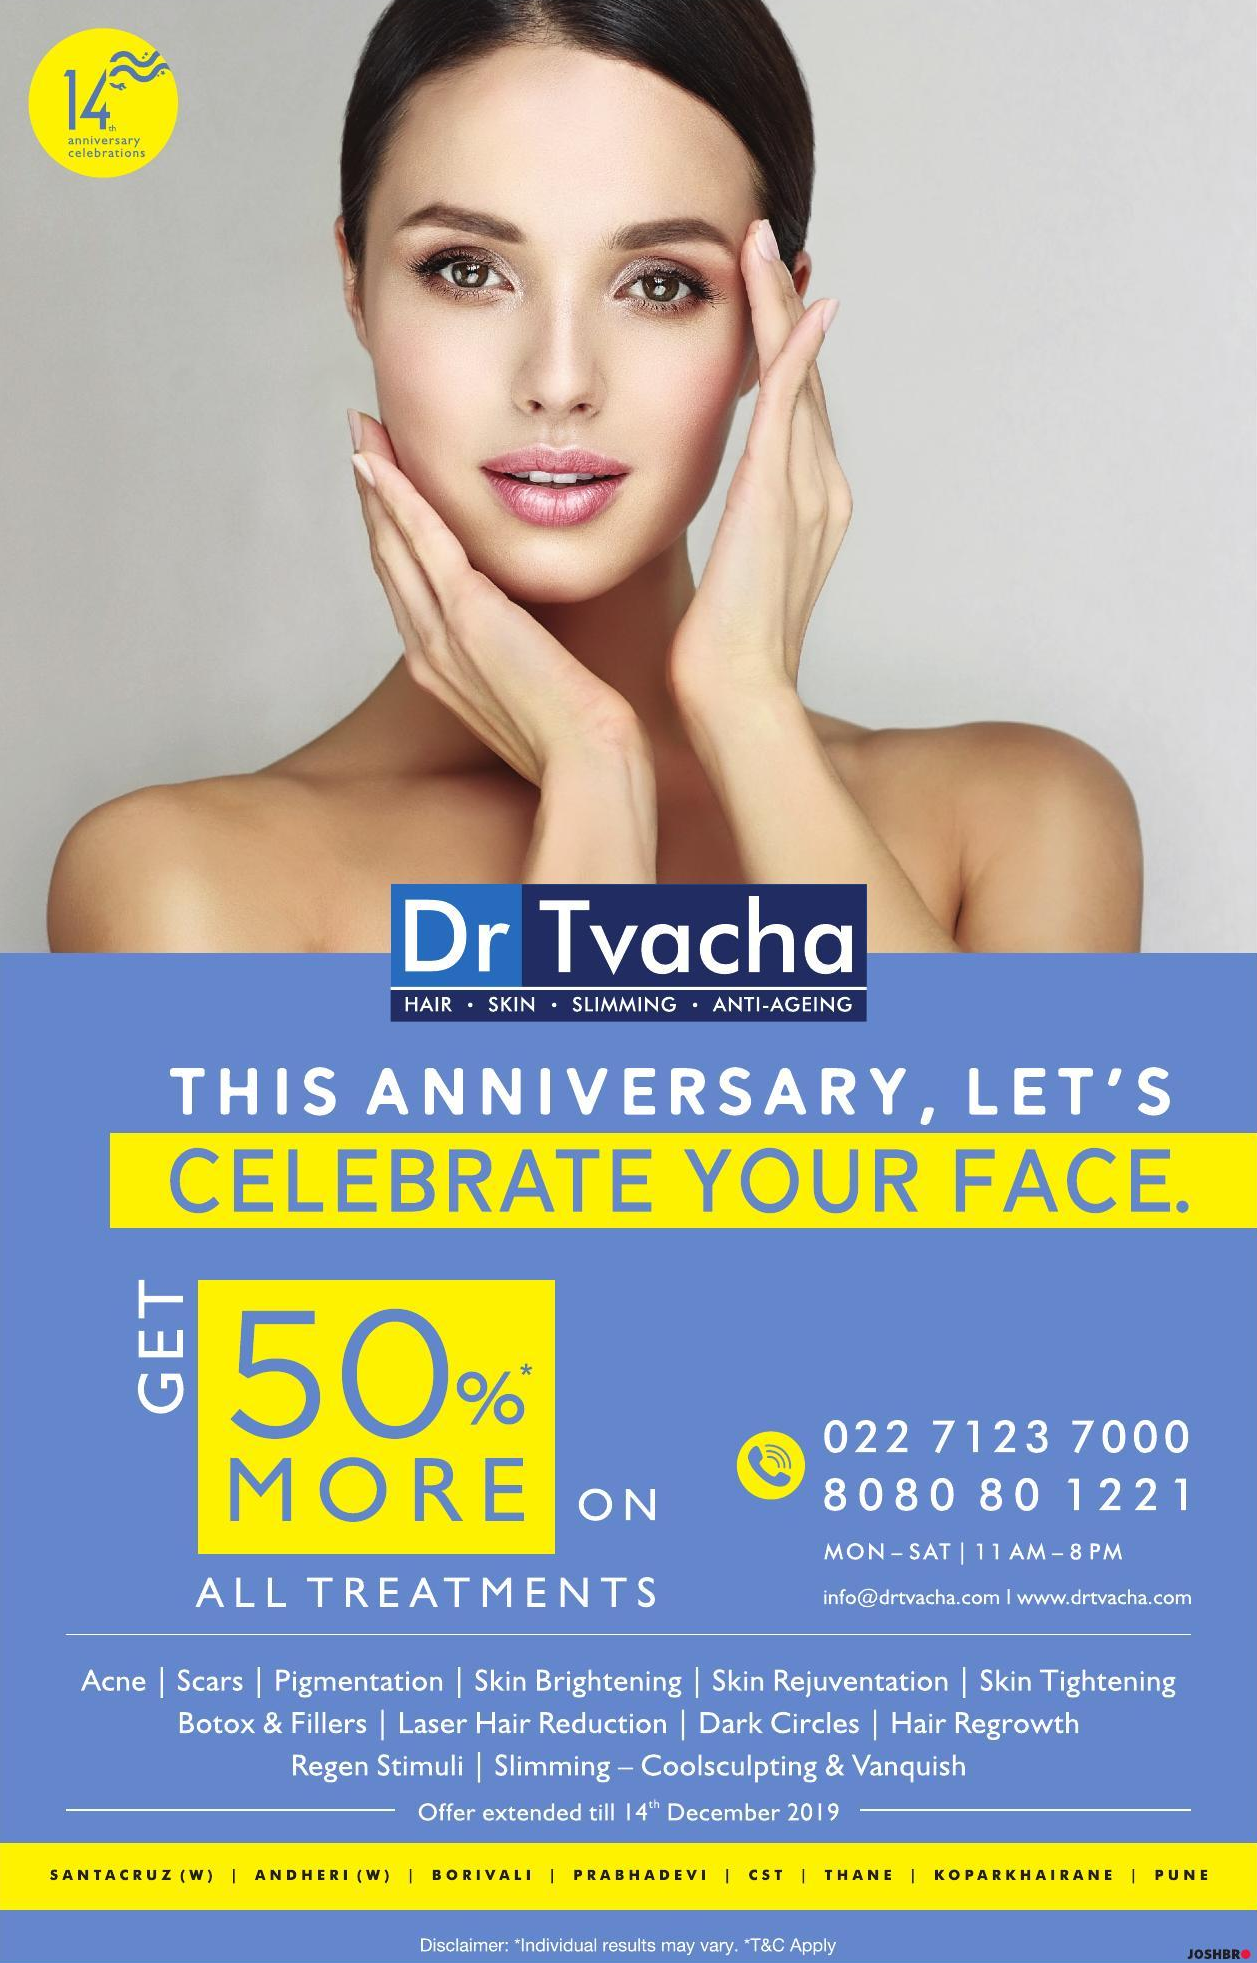 14th
anniversary
celebrations
Dr Tvacha
HAIR • SKIN • SLIMMING • ANTI-AGEING
THIS ANNIVERSARY, LET'S
CELEBRATE YOUR FACE.
GET
50%*
MORE ON
ALL TREATMENTS
022 7123 7000
8080 80 1221
MON – SAT | 11 AM – 8 PM
info@drtvacha.com | www.drtvacha.com
Acne | Scars | Pigmentation | Skin Brightening | Skin Rejuventation | Skin Tightening
Botox & Fillers | Laser Hair Reduction | Dark Circles | Hair Regrowth
Regen Stimuli | Slimming – Coolsculpting & Vanquish
Offer extended till 14th December 2019
SANTACRUZ (W) | ANDHERI (W) | BORIVALI | PRABHADEVI | CST | THANE | KOPARKHAIRANE | PUNE
Disclaimer: *Individual results may vary. *T&C Apply
JOSHBRO